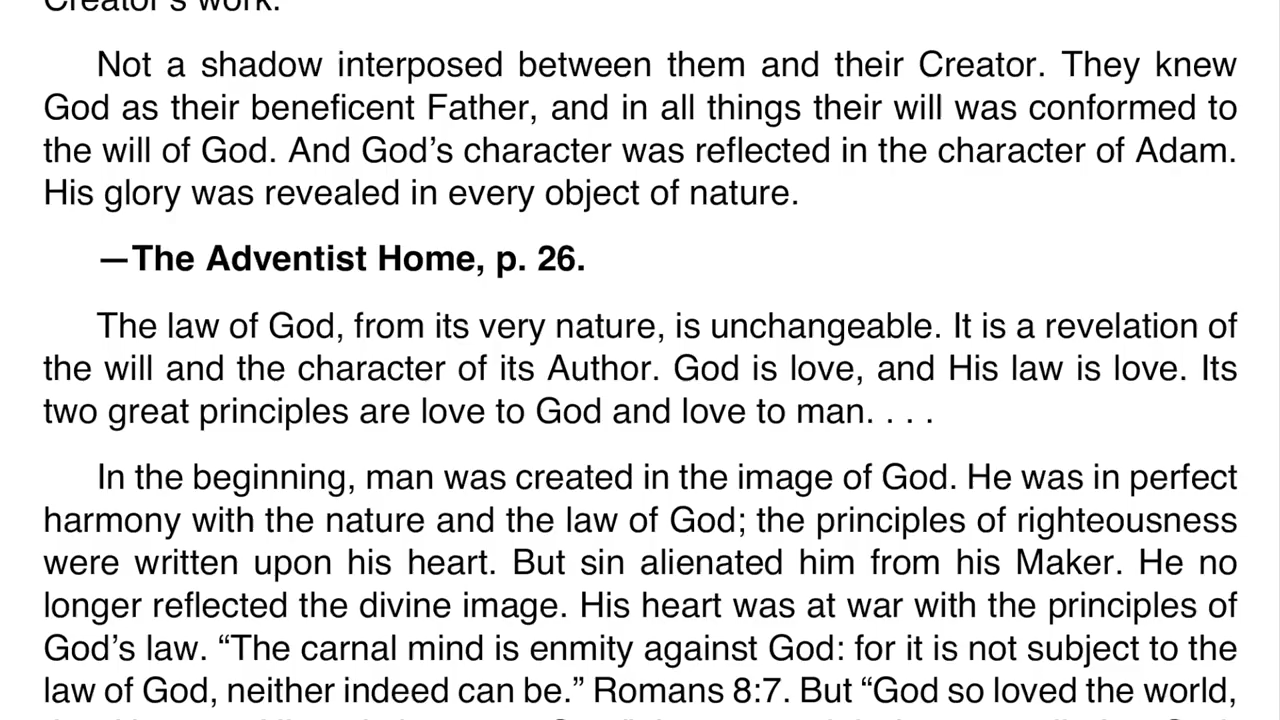 Creator's work.
Not a shadow interposed between them and their Creator. They knew
God as their beneficent Father, and in all things their will was conformed to
the will of God. And God’s character was reflected in the character of Adam.
His glory was revealed in every object of nature.
—The Adventist Home, p. 26.
The law of God, from its very nature, is unchangeable. It is a revelation of
the will and the character of its Author. God is love, and His law is love. Its
two great principles are love to God and love to man. . . .
In the beginning, man was created in the image of God. He was in perfect
harmony with the nature and the law of God; the principles of righteousness
were written upon his heart. But sin alienated him from his Maker. He no
longer reflected the divine image. His heart was at war with the principles of
God’s law. “The carnal mind is enmity against God: for it is not subject to the
law of God, neither indeed can be.” Romans 8:7. But “God so loved the world,